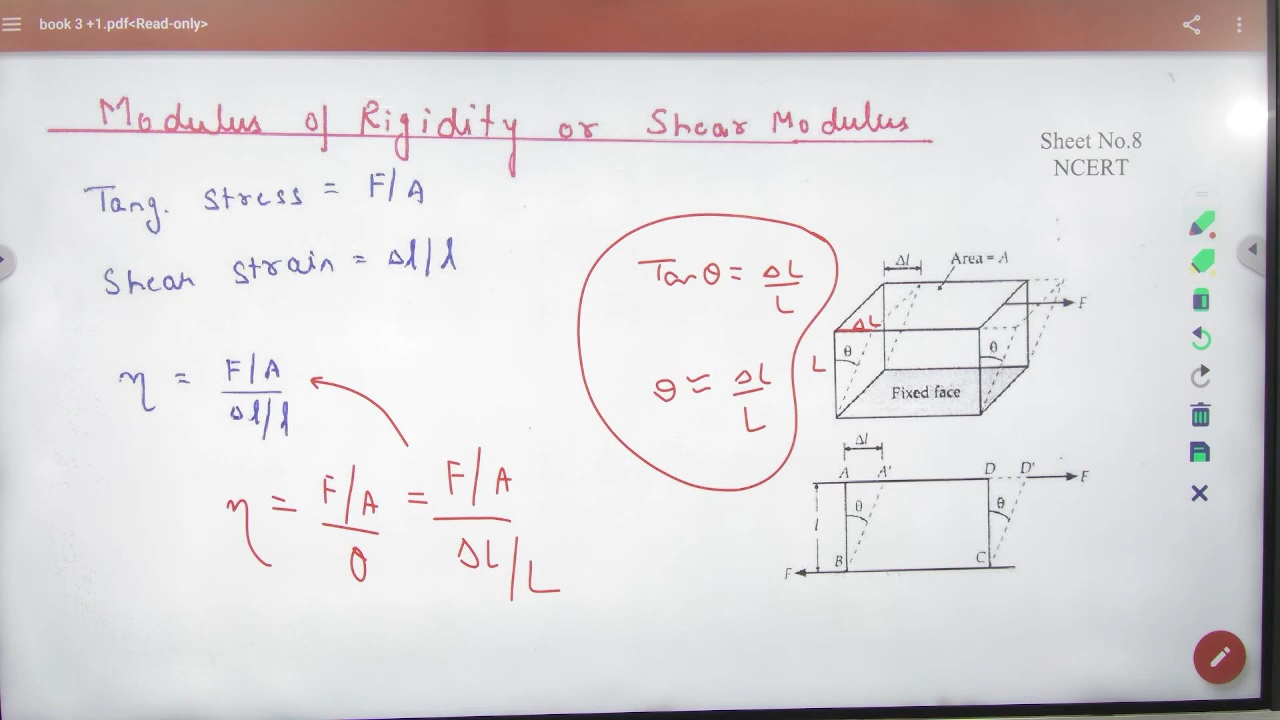 book 3 +1.pdf<Read-only>
Modulus of Rigidity or Shear Modulus
Sheet No.8
NCERT
Tang. stress = F/A
Shear strain = Δl/l
η = F/A / Δl/l
η = F/A / θ = F/A / ΔL/L
Tanθ = ΔL / L
θ ≈ ΔL / L
Δl
Area = A
F
ΔL
L
θ
θ
Fixed face
Δl
A
A'
D
D'
F
θ
θ
l
B
C
F